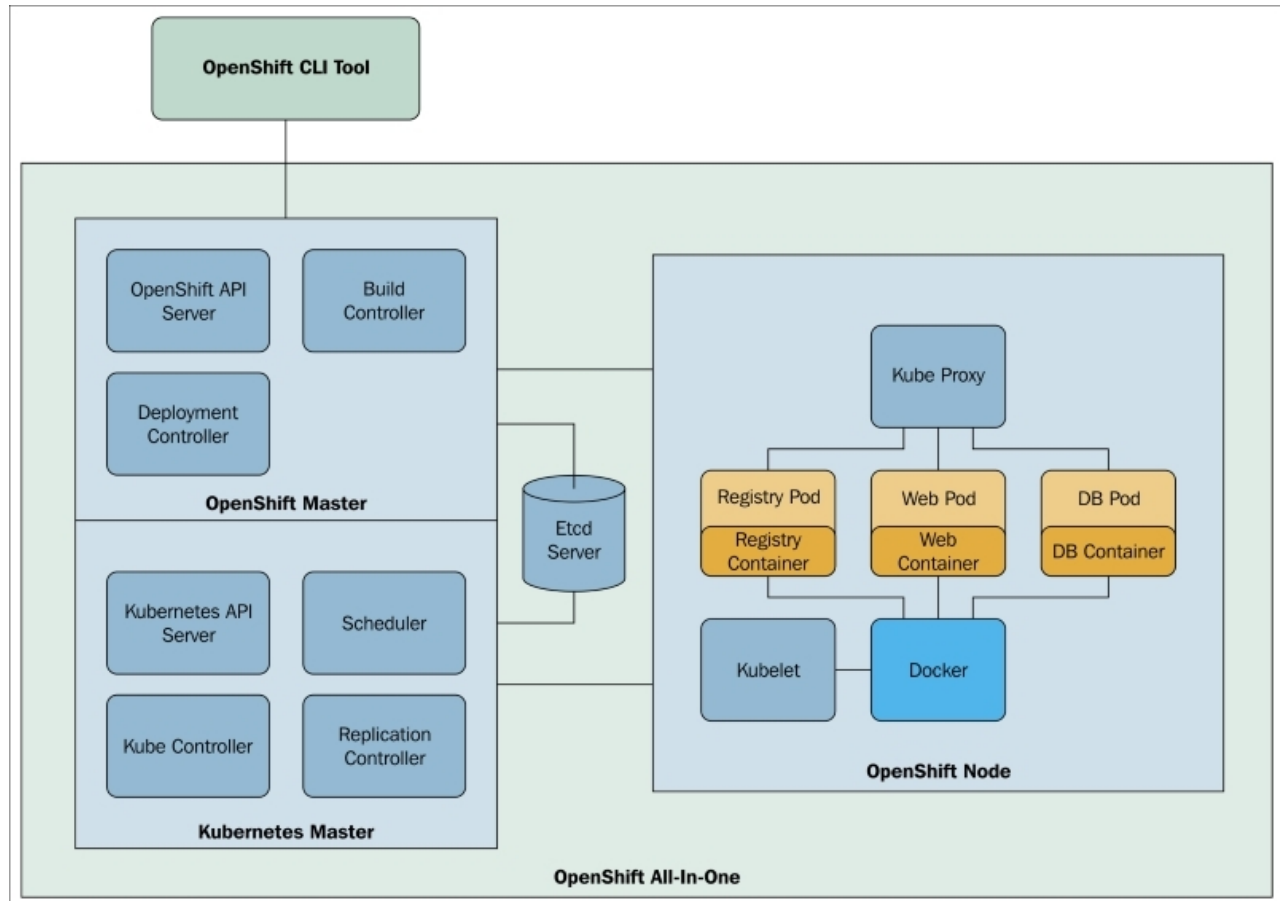 OpenShift CLI Tool
OpenShift API
Server
Build
Controller
Deployment
Controller
OpenShift Master
Etcd
Server
Kubernetes API
Server
Scheduler
Kube Controller
Replication
Controller
Kubernetes Master
Kube Proxy
Registry Pod
Registry
Container
Web Pod
Web
Container
DB Pod
DB Container
Kubelet
Docker
OpenShift Node
OpenShift All-In-One